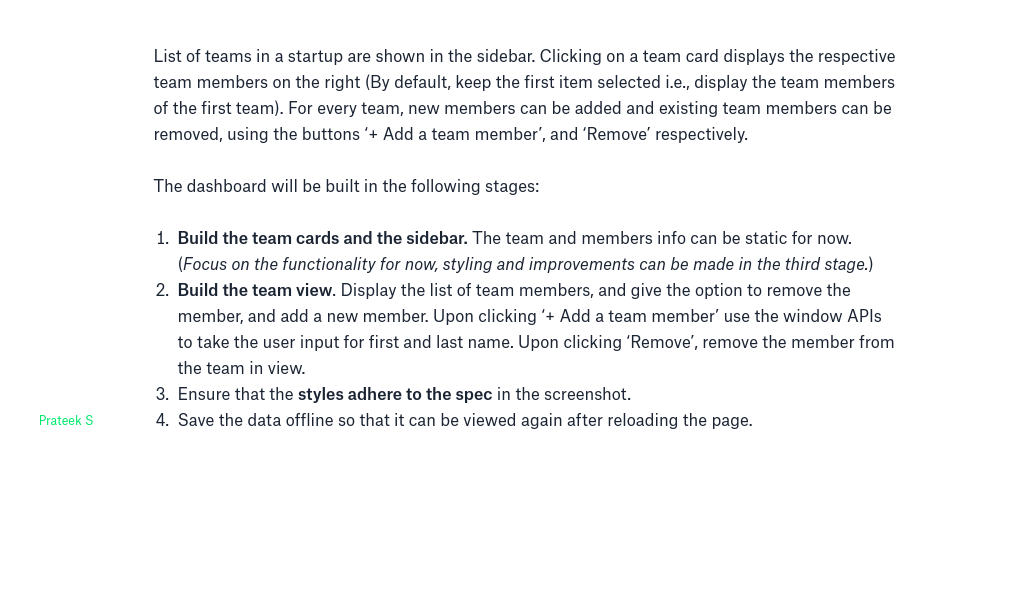 List of teams in a startup are shown in the sidebar. Clicking on a team card displays the respective
team members on the right (By default, keep the first item selected i.e., display the team members
of the first team). For every team, new members can be added and existing team members can be
removed, using the buttons ‘+ Add a team member’, and ‘Remove’ respectively.
The dashboard will be built in the following stages:
1. Build the team cards and the sidebar. The team and members info can be static for now.
(Focus on the functionality for now, styling and improvements can be made in the third stage.)
2. Build the team view. Display the list of team members, and give the option to remove the
member, and add a new member. Upon clicking ‘+ Add a team member’ use the window APIs
to take the user input for first and last name. Upon clicking ‘Remove’, remove the member from
the team in view.
3. Ensure that the styles adhere to the spec in the screenshot.
Prateek S
4. Save the data offline so that it can be viewed again after reloading the page.